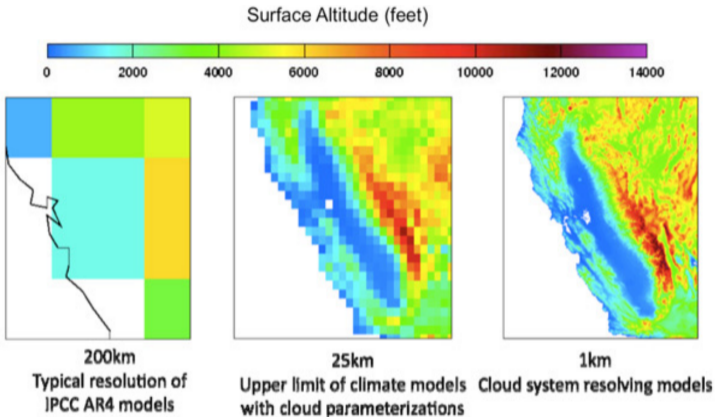 Surface Altitude (feet)
0 2000 4000 6000 8000 10000 12000 14000
200km
Typical resolution of
IPCC AR4 models
25km
Upper limit of climate models
with cloud parameterizations
1km
Cloud system resolving models